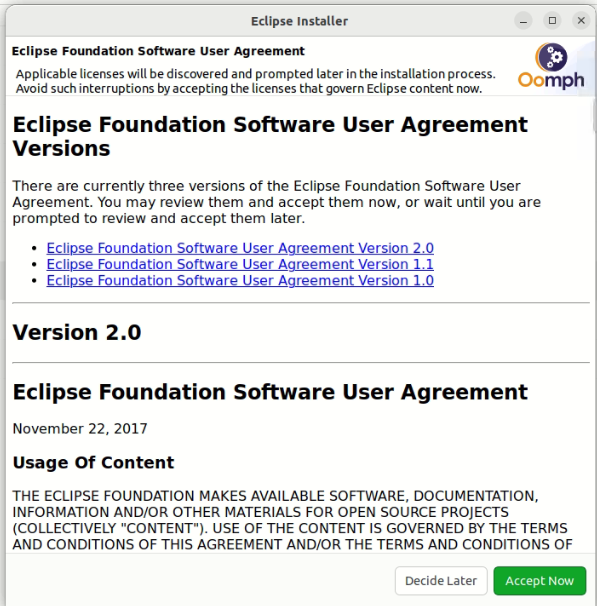 Eclipse Installer
Eclipse Foundation Software User Agreement
Applicable licenses will be discovered and prompted later in the installation process.
Avoid such interruptions by accepting the licenses that govern Eclipse content now.
Oomph
Eclipse Foundation Software User Agreement
Versions
There are currently three versions of the Eclipse Foundation Software User
Agreement. You may review them and accept them now, or wait until you are
prompted to review and accept them later.
• Eclipse Foundation Software User Agreement Version 2.0
• Eclipse Foundation Software User Agreement Version 1.1
• Eclipse Foundation Software User Agreement Version 1.0
Version 2.0
Eclipse Foundation Software User Agreement
November 22, 2017
Usage Of Content
THE ECLIPSE FOUNDATION MAKES AVAILABLE SOFTWARE, DOCUMENTATION,
INFORMATION AND/OR OTHER MATERIALS FOR OPEN SOURCE PROJECTS
(COLLECTIVELY "CONTENT"). USE OF THE CONTENT IS GOVERNED BY THE TERMS
AND CONDITIONS OF THIS AGREEMENT AND/OR THE TERMS AND CONDITIONS OF
Decide Later
Accept Now